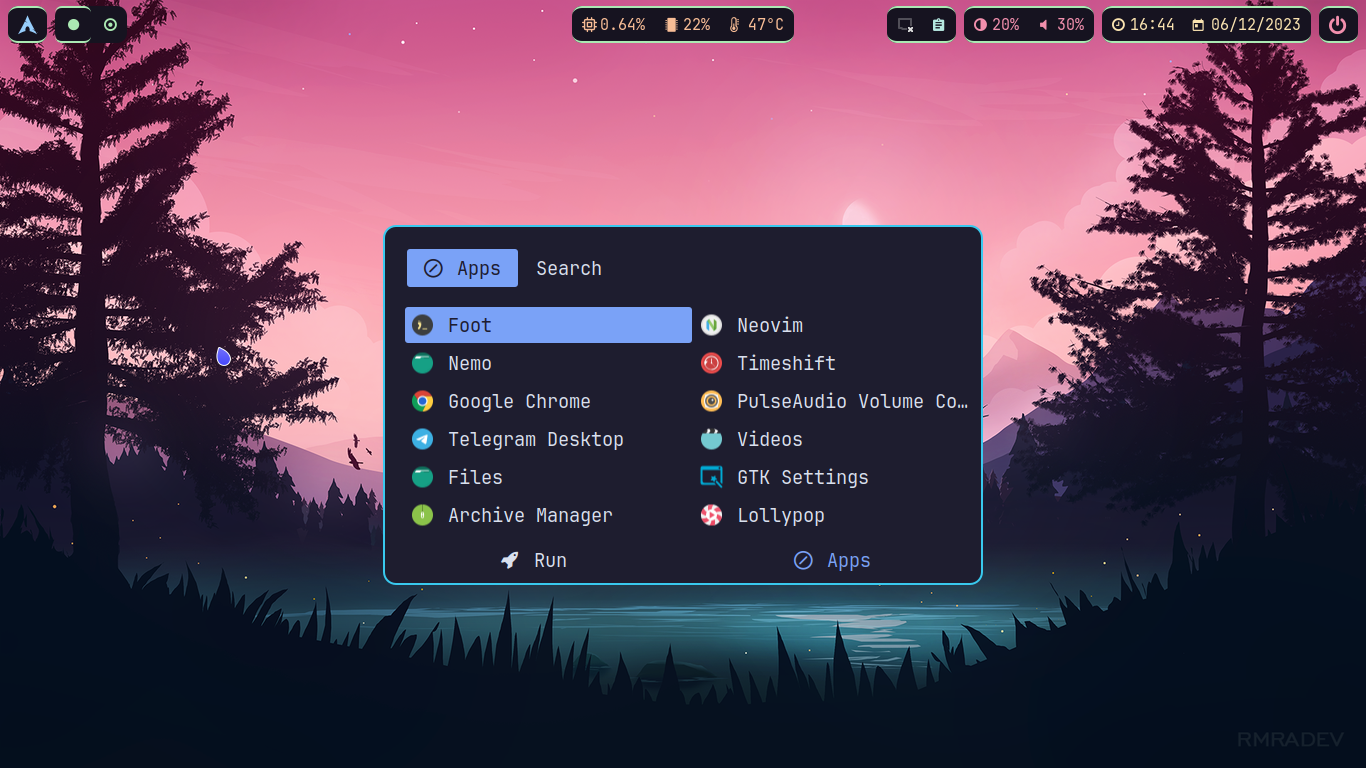 0.64% 22% 47°C 20% 30% 16:44 06/12/2023
Apps Search
Foot Neovim
Nemo Timeshift
Google Chrome PulseAudio Volume Co…
Telegram Desktop Videos
Files GTK Settings
Archive Manager Lollypop
Run Apps
RMRADEV